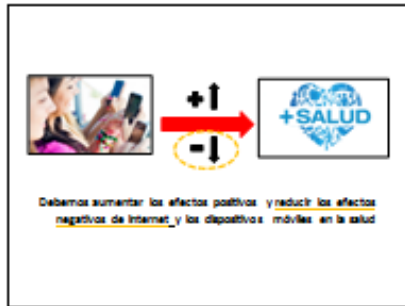 +
+SALUD
-
Debemos aumentar los efectos positivos y reducir los efectos
negativos de Internet y los dispositivos móviles en la salud